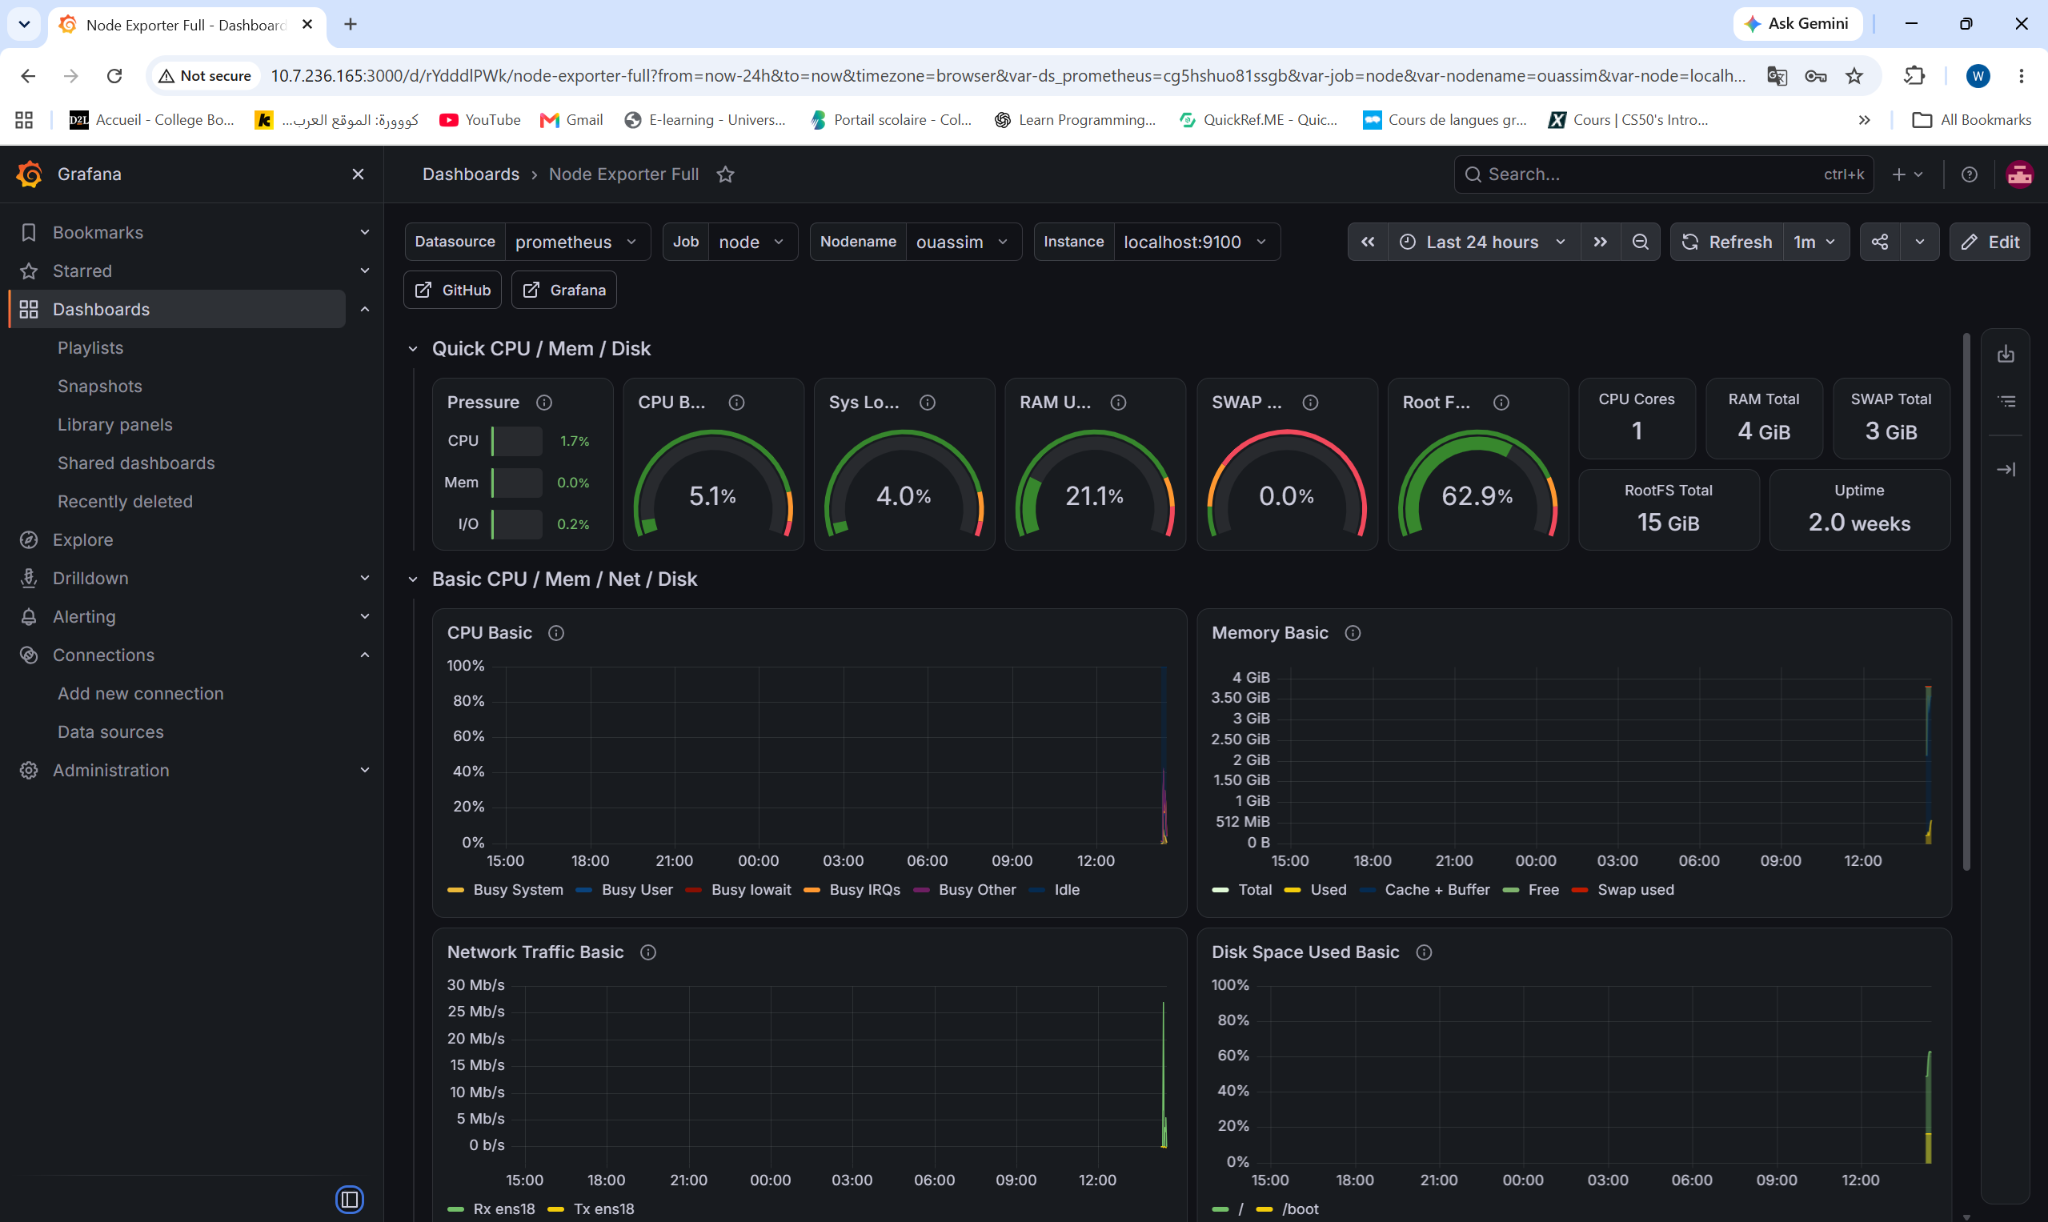 Node Exporter Full - Dashboard
Ask Gemini
Not secure
10.7.236.165:3000/d/rYdddlPWk/node-exporter-full?from=now-24h&to=now&timezone=browser&var-ds_prometheus=cg5hshuo81ssgb&var-job=node&var-nodename=ouassim&var-node=localh...
W
D2L Accueil - College Bo...
كووورة: الموقع العرب...
YouTube
Gmail
E-learning - Univers...
Portail scolaire - Col...
Learn Programming...
QuickRef.ME - Quic...
Cours de langues gr...
Cours | CS50's Intro...
All Bookmarks
Grafana
Dashboards › Node Exporter Full
Search... ctrl+k
Bookmarks
Starred
Dashboards
Playlists
Snapshots
Library panels
Shared dashboards
Recently deleted
Explore
Drilldown
Alerting
Connections
Add new connection
Data sources
Administration
Datasource prometheus
Job node
Nodename ouassim
Instance localhost:9100
Last 24 hours
Refresh 1m
Edit
GitHub
Grafana
Quick CPU / Mem / Disk
Pressure
CPU 1.7%
Mem 0.0%
I/O 0.2%
CPU B...
5.1%
Sys Lo...
4.0%
RAM U...
21.1%
SWAP ...
0.0%
Root F...
62.9%
CPU Cores
1
RAM Total
4 GiB
SWAP Total
3 GiB
RootFS Total
15 GiB
Uptime
2.0 weeks
Basic CPU / Mem / Net / Disk
CPU Basic
100%
80%
60%
40%
20%
0%
15:00 18:00 21:00 00:00 03:00 06:00 09:00 12:00
Busy System Busy User Busy Iowait Busy IRQs Busy Other Idle
Memory Basic
4 GiB
3.50 GiB
3 GiB
2.50 GiB
2 GiB
1.50 GiB
1 GiB
512 MiB
0 B
15:00 18:00 21:00 00:00 03:00 06:00 09:00 12:00
Total Used Cache + Buffer Free Swap used
Network Traffic Basic
30 Mb/s
25 Mb/s
20 Mb/s
15 Mb/s
10 Mb/s
5 Mb/s
0 b/s
15:00 18:00 21:00 00:00 03:00 06:00 09:00 12:00
Rx ens18 Tx ens18
Disk Space Used Basic
100%
80%
60%
40%
20%
0%
15:00 18:00 21:00 00:00 03:00 06:00 09:00 12:00
/ /boot